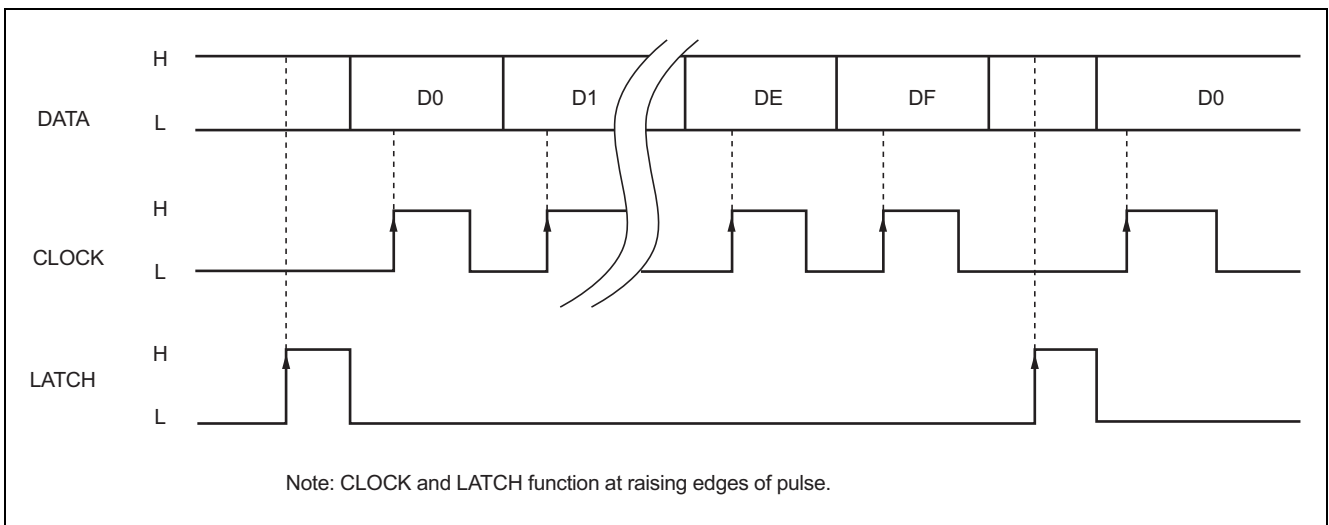 H
D0 D1 DE DF D0
DATA
L
H
CLOCK
L
H
LATCH
L
Note: CLOCK and LATCH function at raising edges of pulse.